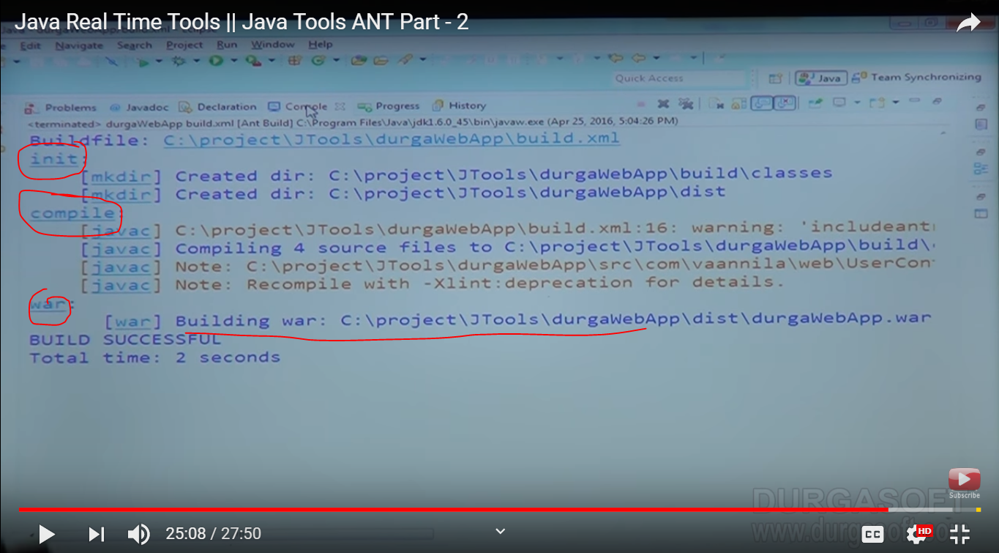 Java Real Time Tools || Java Tools ANT Part - 2
Edit Navigate Search Project Run Window Help
Quick Access Java Team Synchronizing
Problems Javadoc Declaration Console Progress History
<terminated> durgaWebApp build.xml [Ant Build] C:\Program Files\Java\jdk1.6.0_45\bin\javaw.exe (Apr 25, 2016, 5:04:26 PM)
Buildfile: C:\project\JTools\durgaWebApp\build.xml
init:
[mkdir] Created dir: C:\project\JTools\durgaWebApp\build\classes
[mkdir] Created dir: C:\project\JTools\durgaWebApp\dist
compile:
[javac] C:\project\JTools\durgaWebApp\build.xml:16: warning: 'includeant
[javac] Compiling 4 source files to C:\project\JTools\durgaWebApp\build\
[javac] Note: C:\project\JTools\durgaWebApp\src\com\vaannila\web\UserCon
[javac] Note: Recompile with -Xlint:deprecation for details.
war:
[war] Building war: C:\project\JTools\durgaWebApp\dist\durgaWebApp.war
BUILD SUCCESSFUL
Total time: 2 seconds
Subscribe
DURGASOFT
25:08 / 27:50 CC HD